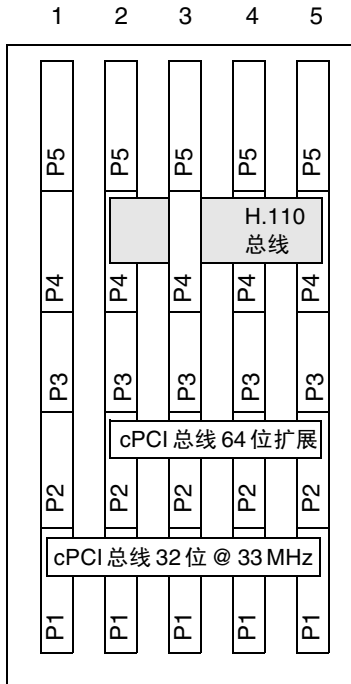 1 2 3 4 5
P5 P5 P5 P5 P5
H.110
总线
P4 P4 P4 P4 P4
P3 P3 P3 P3 P3
cPCI 总线 64 位扩展
P2 P2 P2 P2 P2
cPCI 总线 32 位 @ 33 MHz
P1 P1 P1 P1 P1